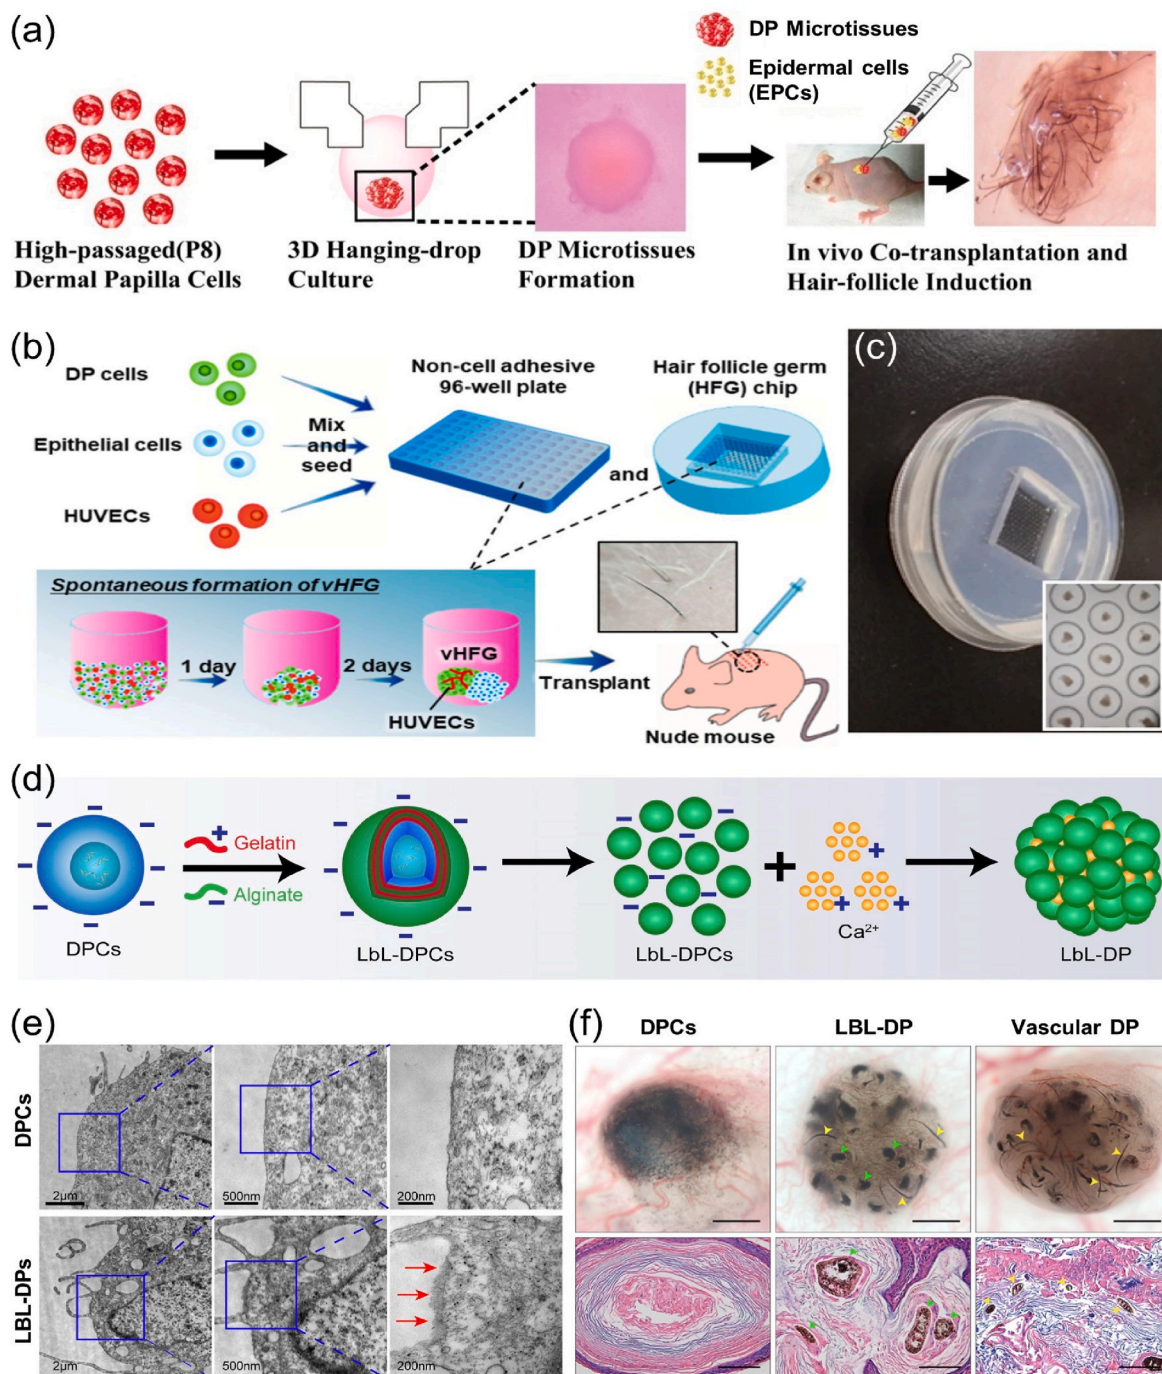 (a)
DP Microtissues
Epidermal cells
(EPCs)
High-passaged(P8)
Dermal Papilla Cells
3D Hanging-drop
Culture
DP Microtissues
Formation
In vivo Co-transplantation and
Hair-follicle Induction
(b)
DP cells
Epithelial cells
HUVECs
Mix
and
seed
Non-cell adhesive
96-well plate
and
Hair follicle germ
(HFG) chip
Spontaneous formation of vHFG
1 day
2 days
vHFG
HUVECs
Transplant
Nude mouse
(c)
(d)
DPCs
+
Gelatin
Alginate
LbL-DPCs
LbL-DPCs
+
Ca²⁺
LbL-DP
(e)
DPCs
2μm
500nm
200nm
LBL-DPs
2μm
500nm
200nm
(f)
DPCs
LBL-DP
Vascular DP